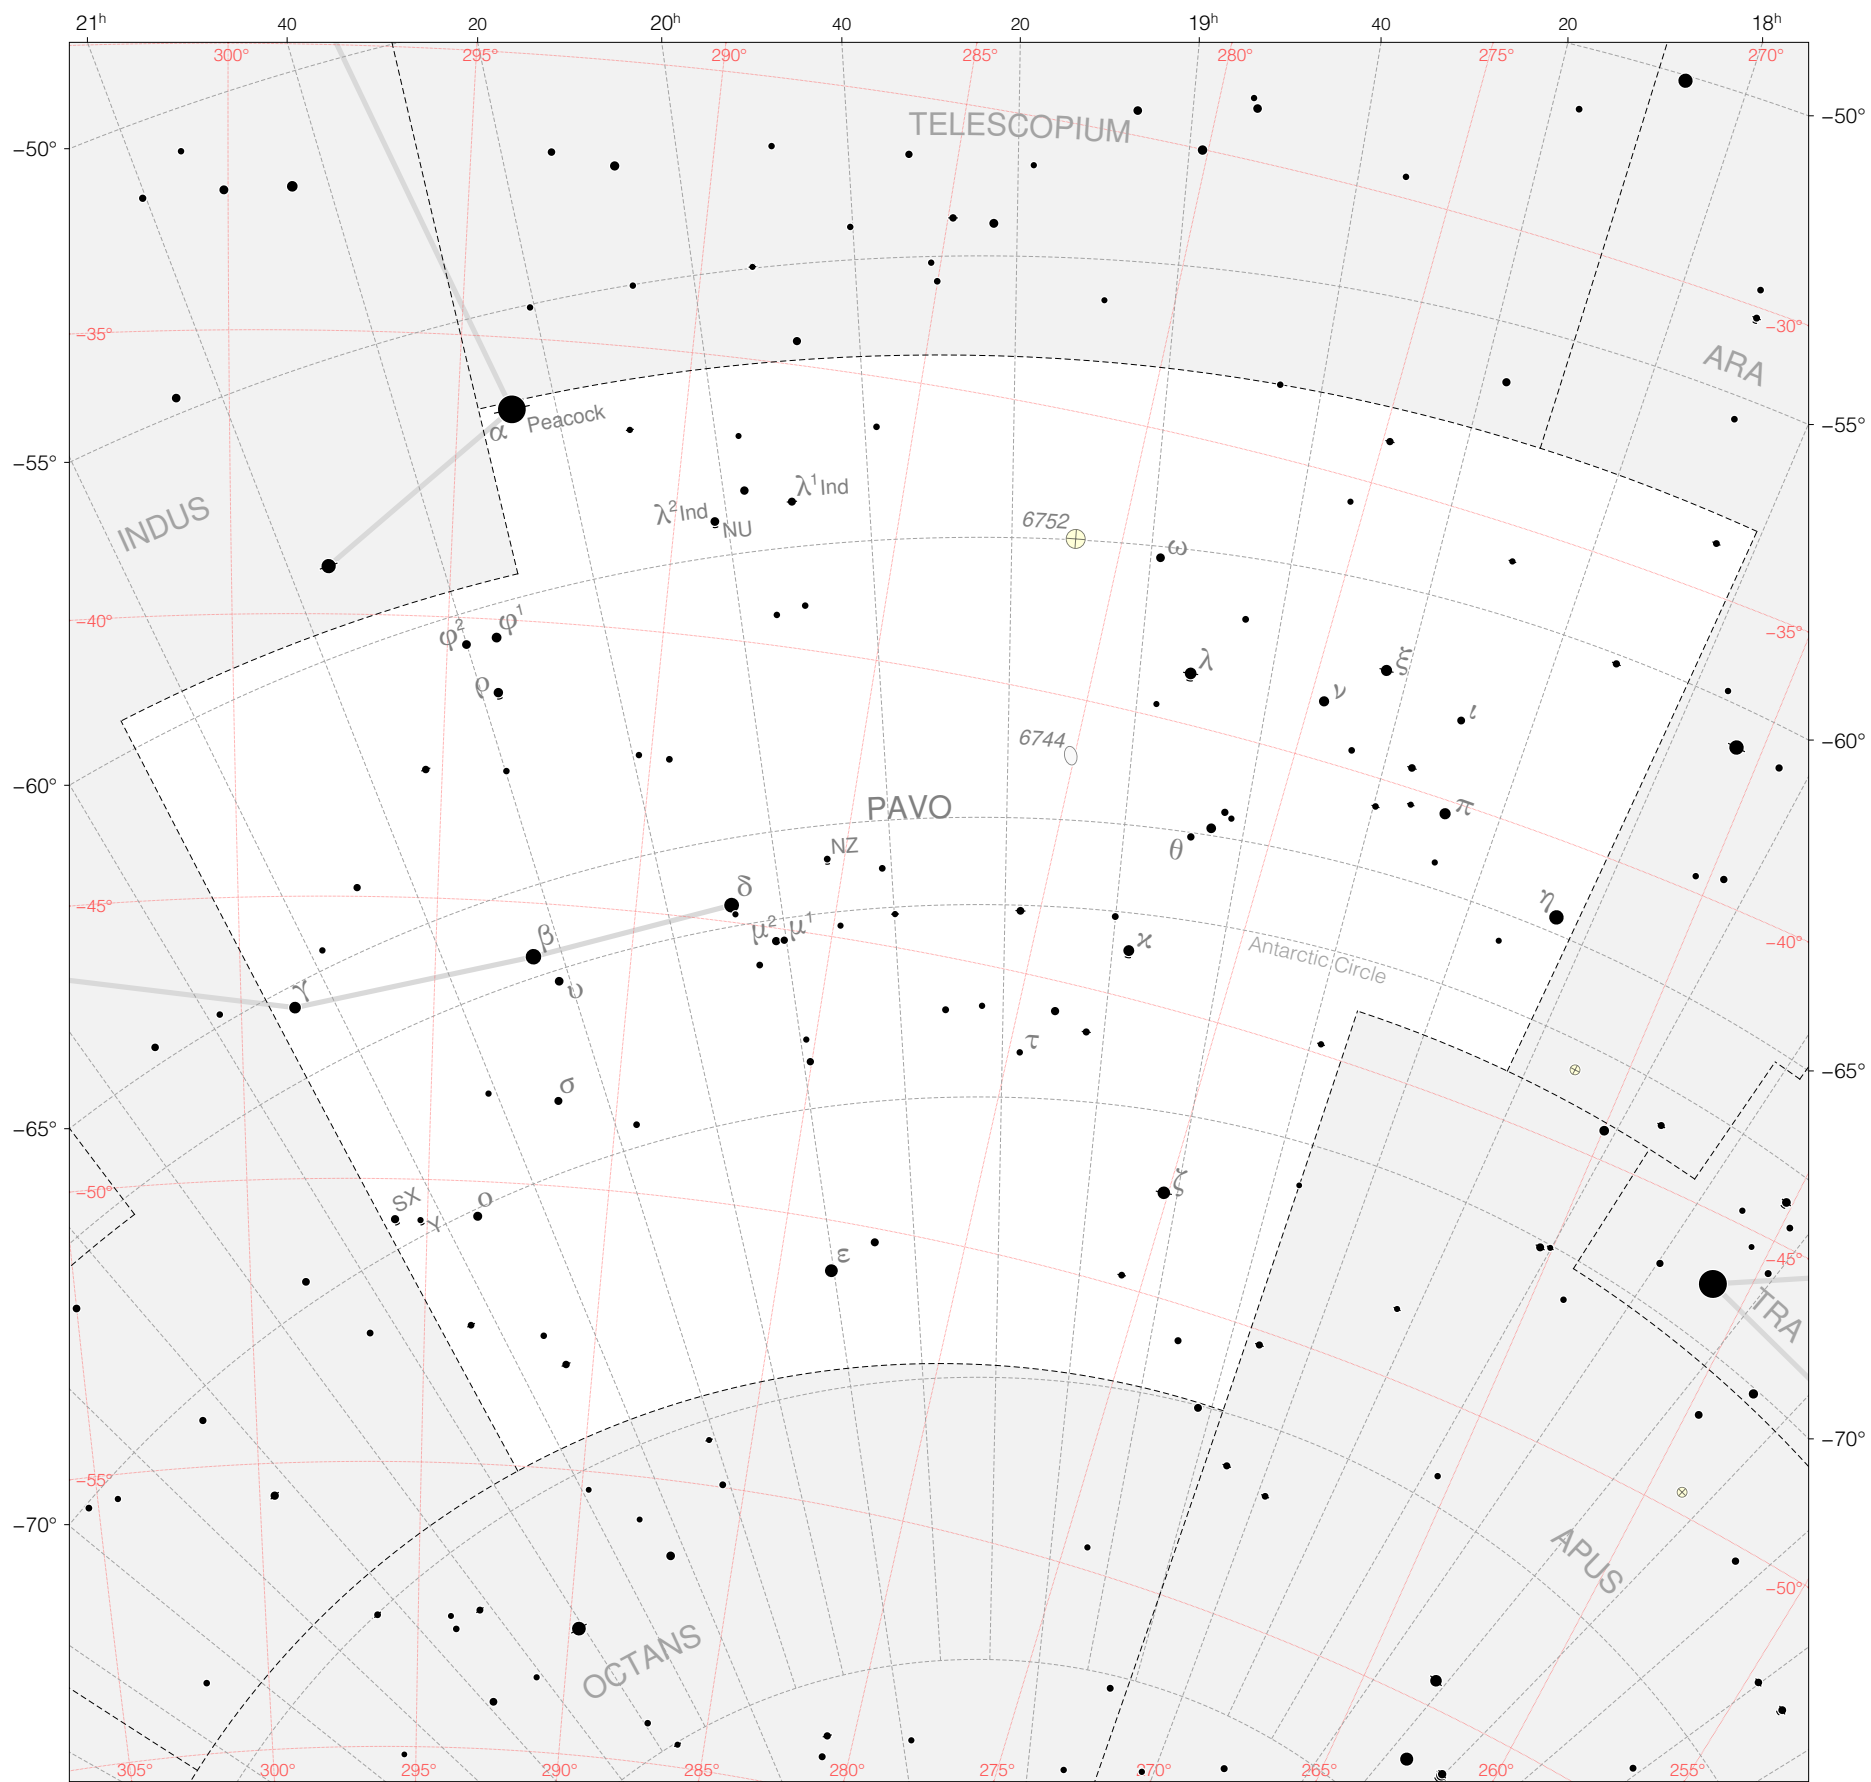 21h 40 20 20h 40 20 19h 40 20 18h
300° 295° 290° 285° 280° 275° 270°
TELESCOPIUM
−50° −50°
−35° −30°
ARA
α Peacock
−55° −55°
INDUS
λ²Ind NU λ¹Ind
6752 ω
φ² φ¹
−40° −35°
ρ
λ ξ
ν ι
6744
−60° −60°
PAVO
π
NZ θ
δ
−45°
η
μ² μ¹
β
ϰ
Antarctic Circle
−40°
γ
υ
τ
−65° −65°
σ
−50°
SX Y ο
ζ
ε
−45°
TRA
−70° −70°
−55°
APUS
−50°
OCTANS
305° 300° 295° 290° 285° 280° 275° 270° 265° 260° 255°